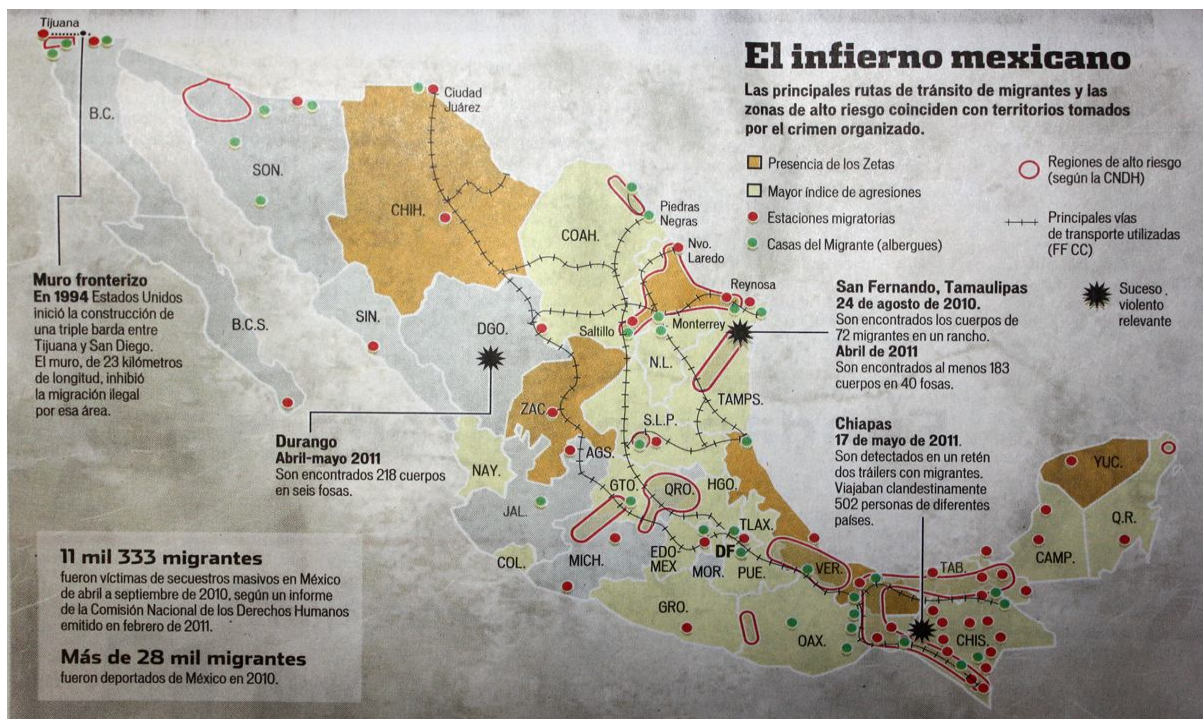 El infierno mexicano
Las principales rutas de tránsito de migrantes y las
zonas de alto riesgo coinciden con territorios tomados
por el crimen organizado.
Presencia de los Zetas
Mayor índice de agresiones
Estaciones migratorias
Casas del Migrante (albergues)
Regiones de alto riesgo
(según la CNDH)
Principales vías
de transporte utilizadas
(FF CC)
Suceso
violento
relevante
Tijuana
B.C.
SON.
Ciudad
Juárez
CHIH.
COAH.
Piedras
Negras
Nvo.
Laredo
Reynosa
Muro fronterizo
En 1994 Estados Unidos
inició la construcción de
una triple barda entre
Tijuana y San Diego.
El muro, de 23 kilómetros
de longitud, inhibió
la migración ilegal
por esa área.
B.C.S.
SIN.
DGO.
Saltillo
Monterrey
N.L.
TAMPS.
San Fernando, Tamaulipas
24 de agosto de 2010.
Son encontrados los cuerpos de
72 migrantes en un rancho.
Abril de 2011
Son encontrados al menos 183
cuerpos en 40 fosas.
Durango
Abril-mayo 2011
Son encontrados 218 cuerpos
en seis fosas.
ZAC.
S.L.P.
AGS.
NAY.
GTO.
QRO.
HGO.
JAL.
TLAX.
COL.
MICH.
EDO
MEX
DF
MOR.
PUE.
VER.
GRO.
OAX.
TAB.
CHIS.
CAMP.
YUC.
Q.R.
Chiapas
17 de mayo de 2011.
Son detectados en un retén
dos tráilers con migrantes.
Viajaban clandestinamente
502 personas de diferentes
países.
11 mil 333 migrantes
fueron víctimas de secuestros masivos en México
de abril a septiembre de 2010, según un informe
de la Comisión Nacional de los Derechos Humanos
emitido en febrero de 2011.
Más de 28 mil migrantes
fueron deportados de México en 2010.